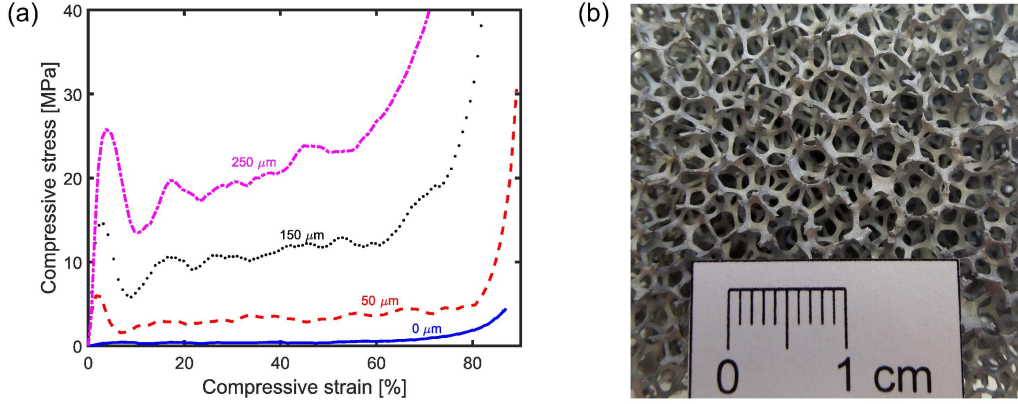 (a)
40
30
20
10
0
Compressive stress [MPa]
250 μm
150 μm
50 μm
0 μm
0
20
40
60
80
Compressive strain [%]
(b)
0
1 cm